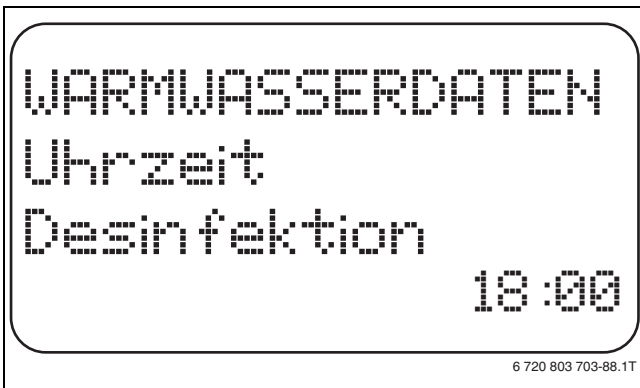 WARMWASSERDATEN
Uhrzeit
Desinfektion
18:00
6 720 803 703-88.1T